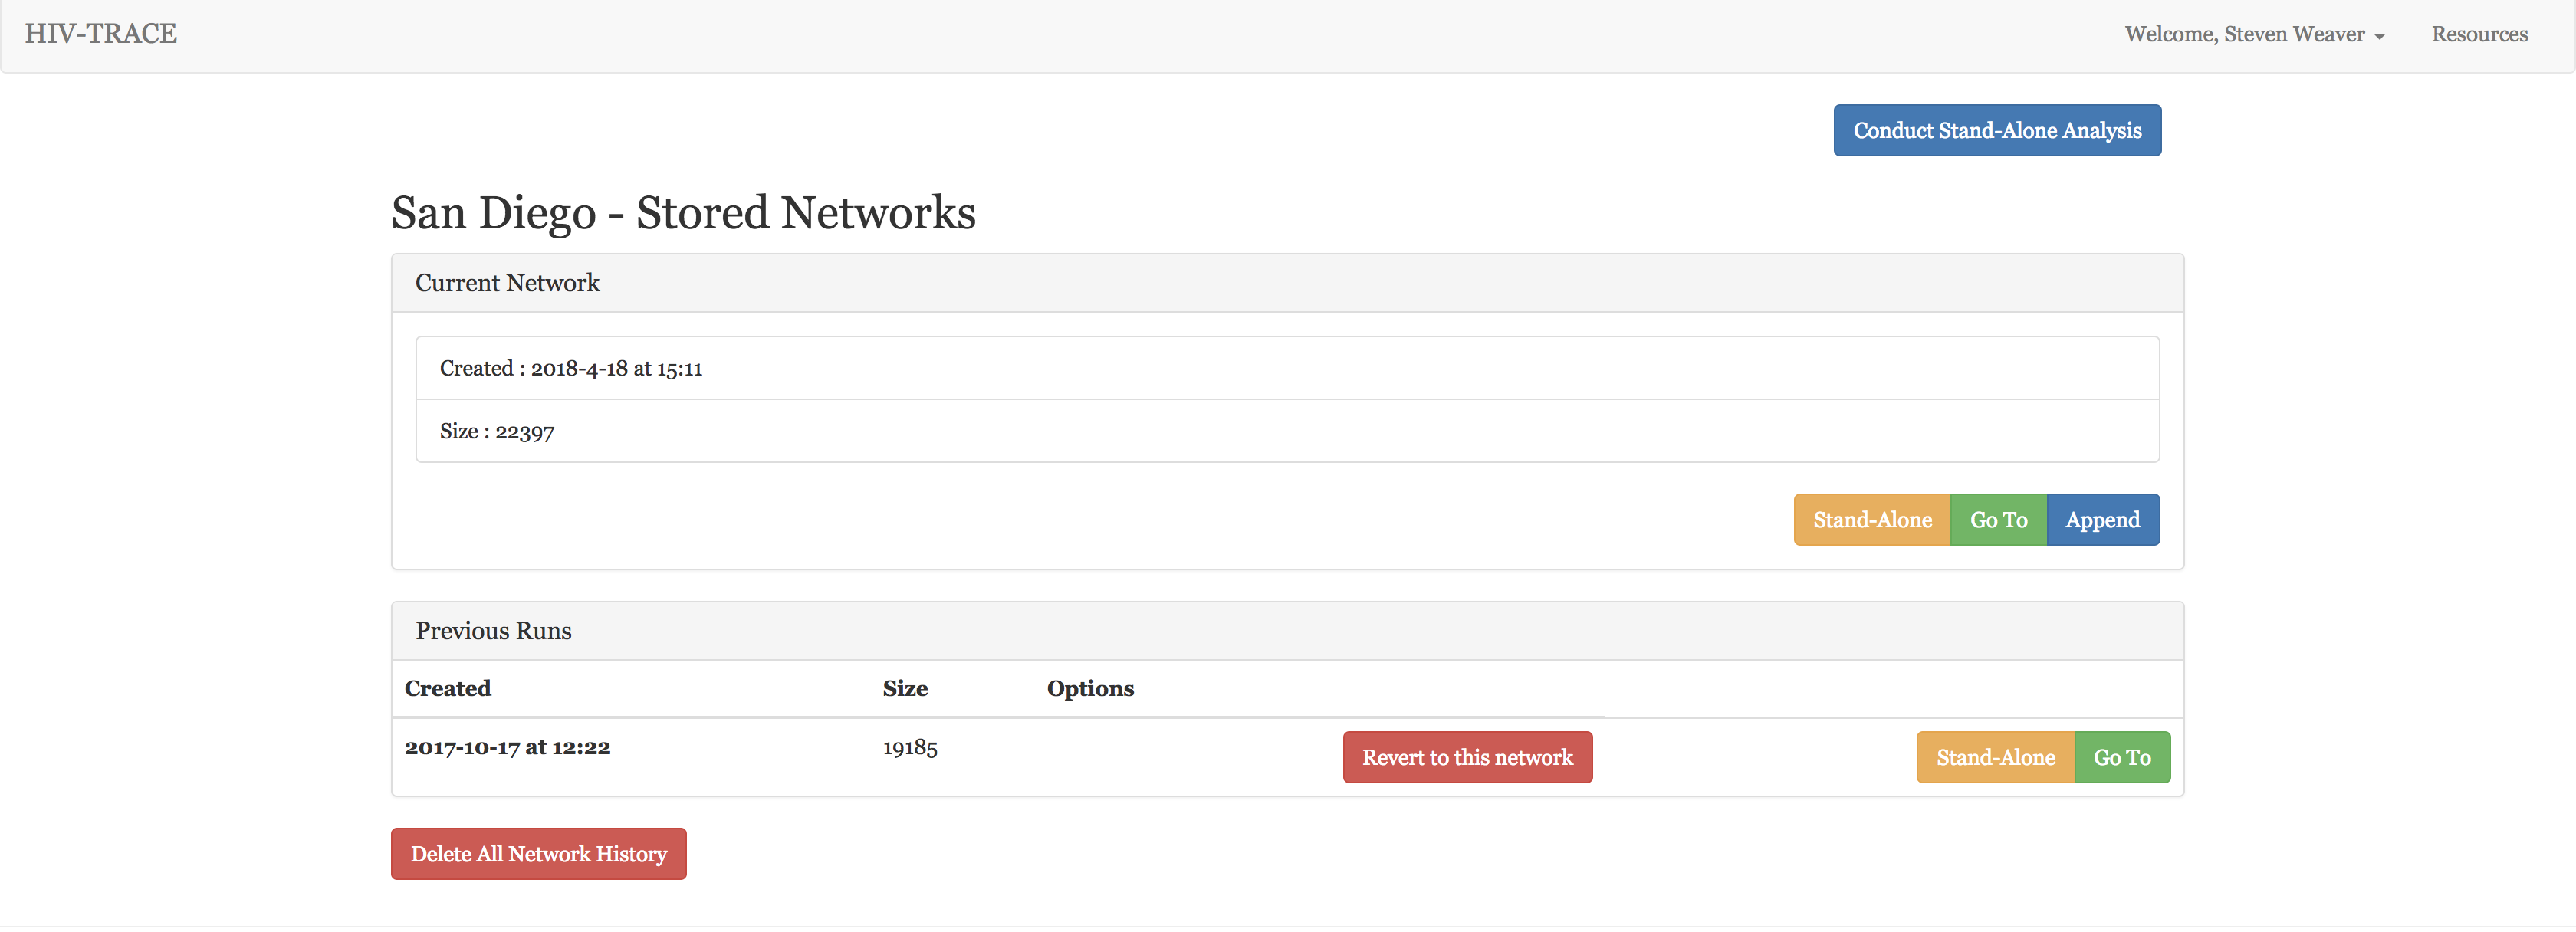 HIV-TRACE Welcome, Steven Weaver Resources
Conduct Stand-Alone Analysis
San Diego - Stored Networks
Current Network
Created : 2018-4-18 at 15:11
Size : 22397
Stand-Alone Go To Append
Previous Runs
Created Size Options
2017-10-17 at 12:22 19185 Revert to this network Stand-Alone Go To
Delete All Network History